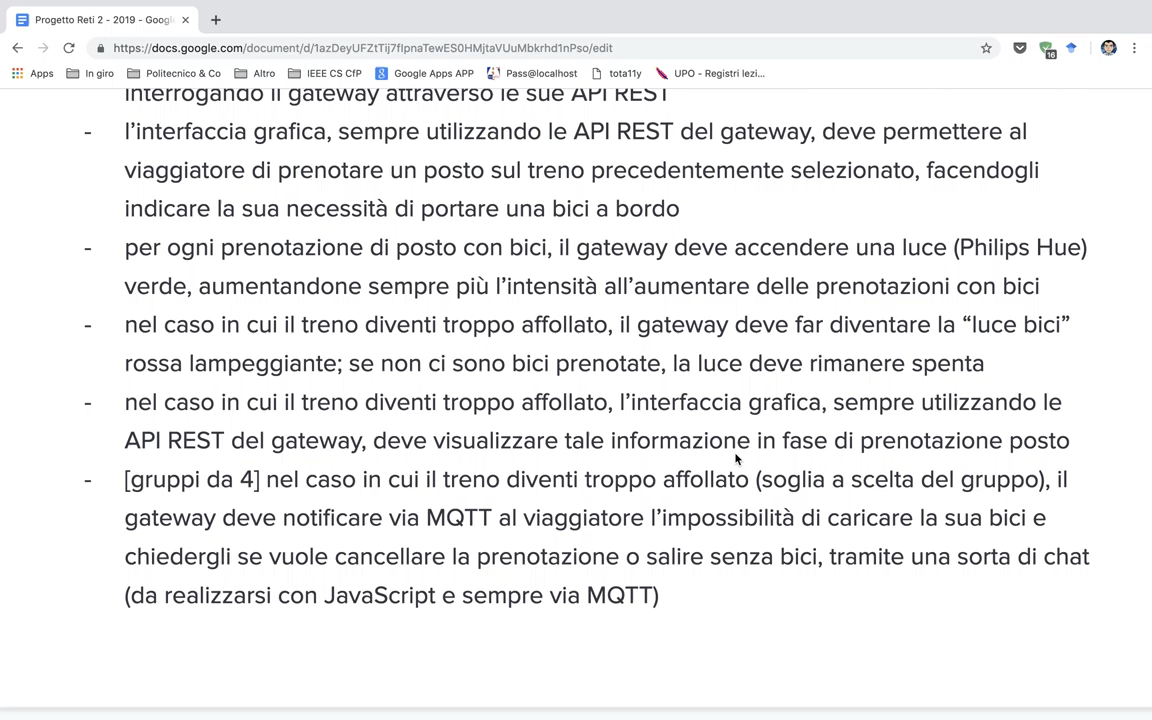 Progetto Reti 2 - 2019 - Googl
https://docs.google.com/document/d/1azDeyUFZtTij7flpnaTewES0HMjtaVUuMbkrhd1nPso/edit
16
Apps In giro Politecnico & Co Altro IEEE CS CfP Google Apps APP Pass@localhost tota11y UPO - Registri lezi...
interrogando il gateway attraverso le sue API REST
- l’interfaccia grafica, sempre utilizzando le API REST del gateway, deve permettere al
viaggiatore di prenotare un posto sul treno precedentemente selezionato, facendogli
indicare la sua necessità di portare una bici a bordo
- per ogni prenotazione di posto con bici, il gateway deve accendere una luce (Philips Hue)
verde, aumentandone sempre più l’intensità all’aumentare delle prenotazioni con bici
- nel caso in cui il treno diventi troppo affollato, il gateway deve far diventare la “luce bici”
rossa lampeggiante; se non ci sono bici prenotate, la luce deve rimanere spenta
- nel caso in cui il treno diventi troppo affollato, l’interfaccia grafica, sempre utilizzando le
API REST del gateway, deve visualizzare tale informazione in fase di prenotazione posto
- [gruppi da 4] nel caso in cui il treno diventi troppo affollato (soglia a scelta del gruppo), il
gateway deve notificare via MQTT al viaggiatore l’impossibilità di caricare la sua bici e
chiedergli se vuole cancellare la prenotazione o salire senza bici, tramite una sorta di chat
(da realizzarsi con JavaScript e sempre via MQTT)